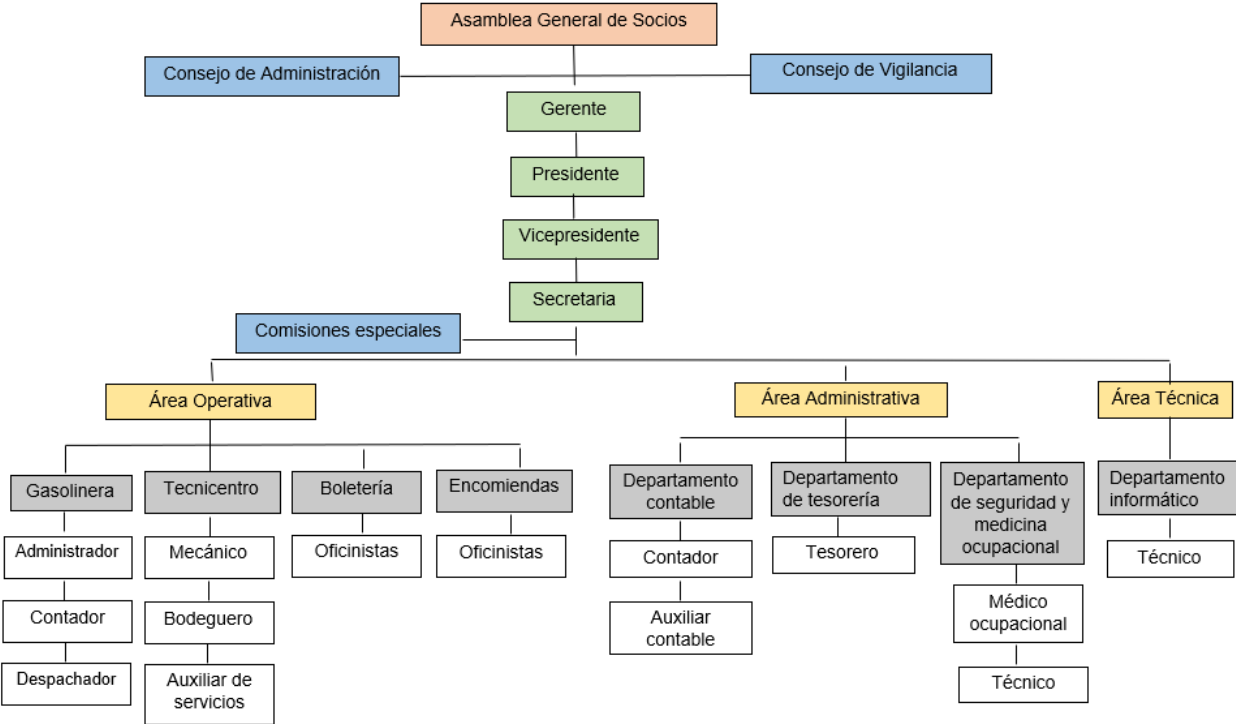 Asamblea General de Socios
Consejo de Administración
Consejo de Vigilancia
Gerente
Presidente
Vicepresidente
Secretaria
Comisiones especiales
Área Operativa
Área Administrativa
Área Técnica
Gasolinera
Tecnicentro
Boletería
Encomiendas
Departamento
contable
Departamento
de tesorería
Departamento
de seguridad y
medicina
ocupacional
Departamento
informático
Administrador
Mecánico
Oficinistas
Oficinistas
Contador
Tesorero
Técnico
Contador
Bodeguero
Auxiliar
contable
Médico
ocupacional
Despachador
Auxiliar de
servicios
Técnico